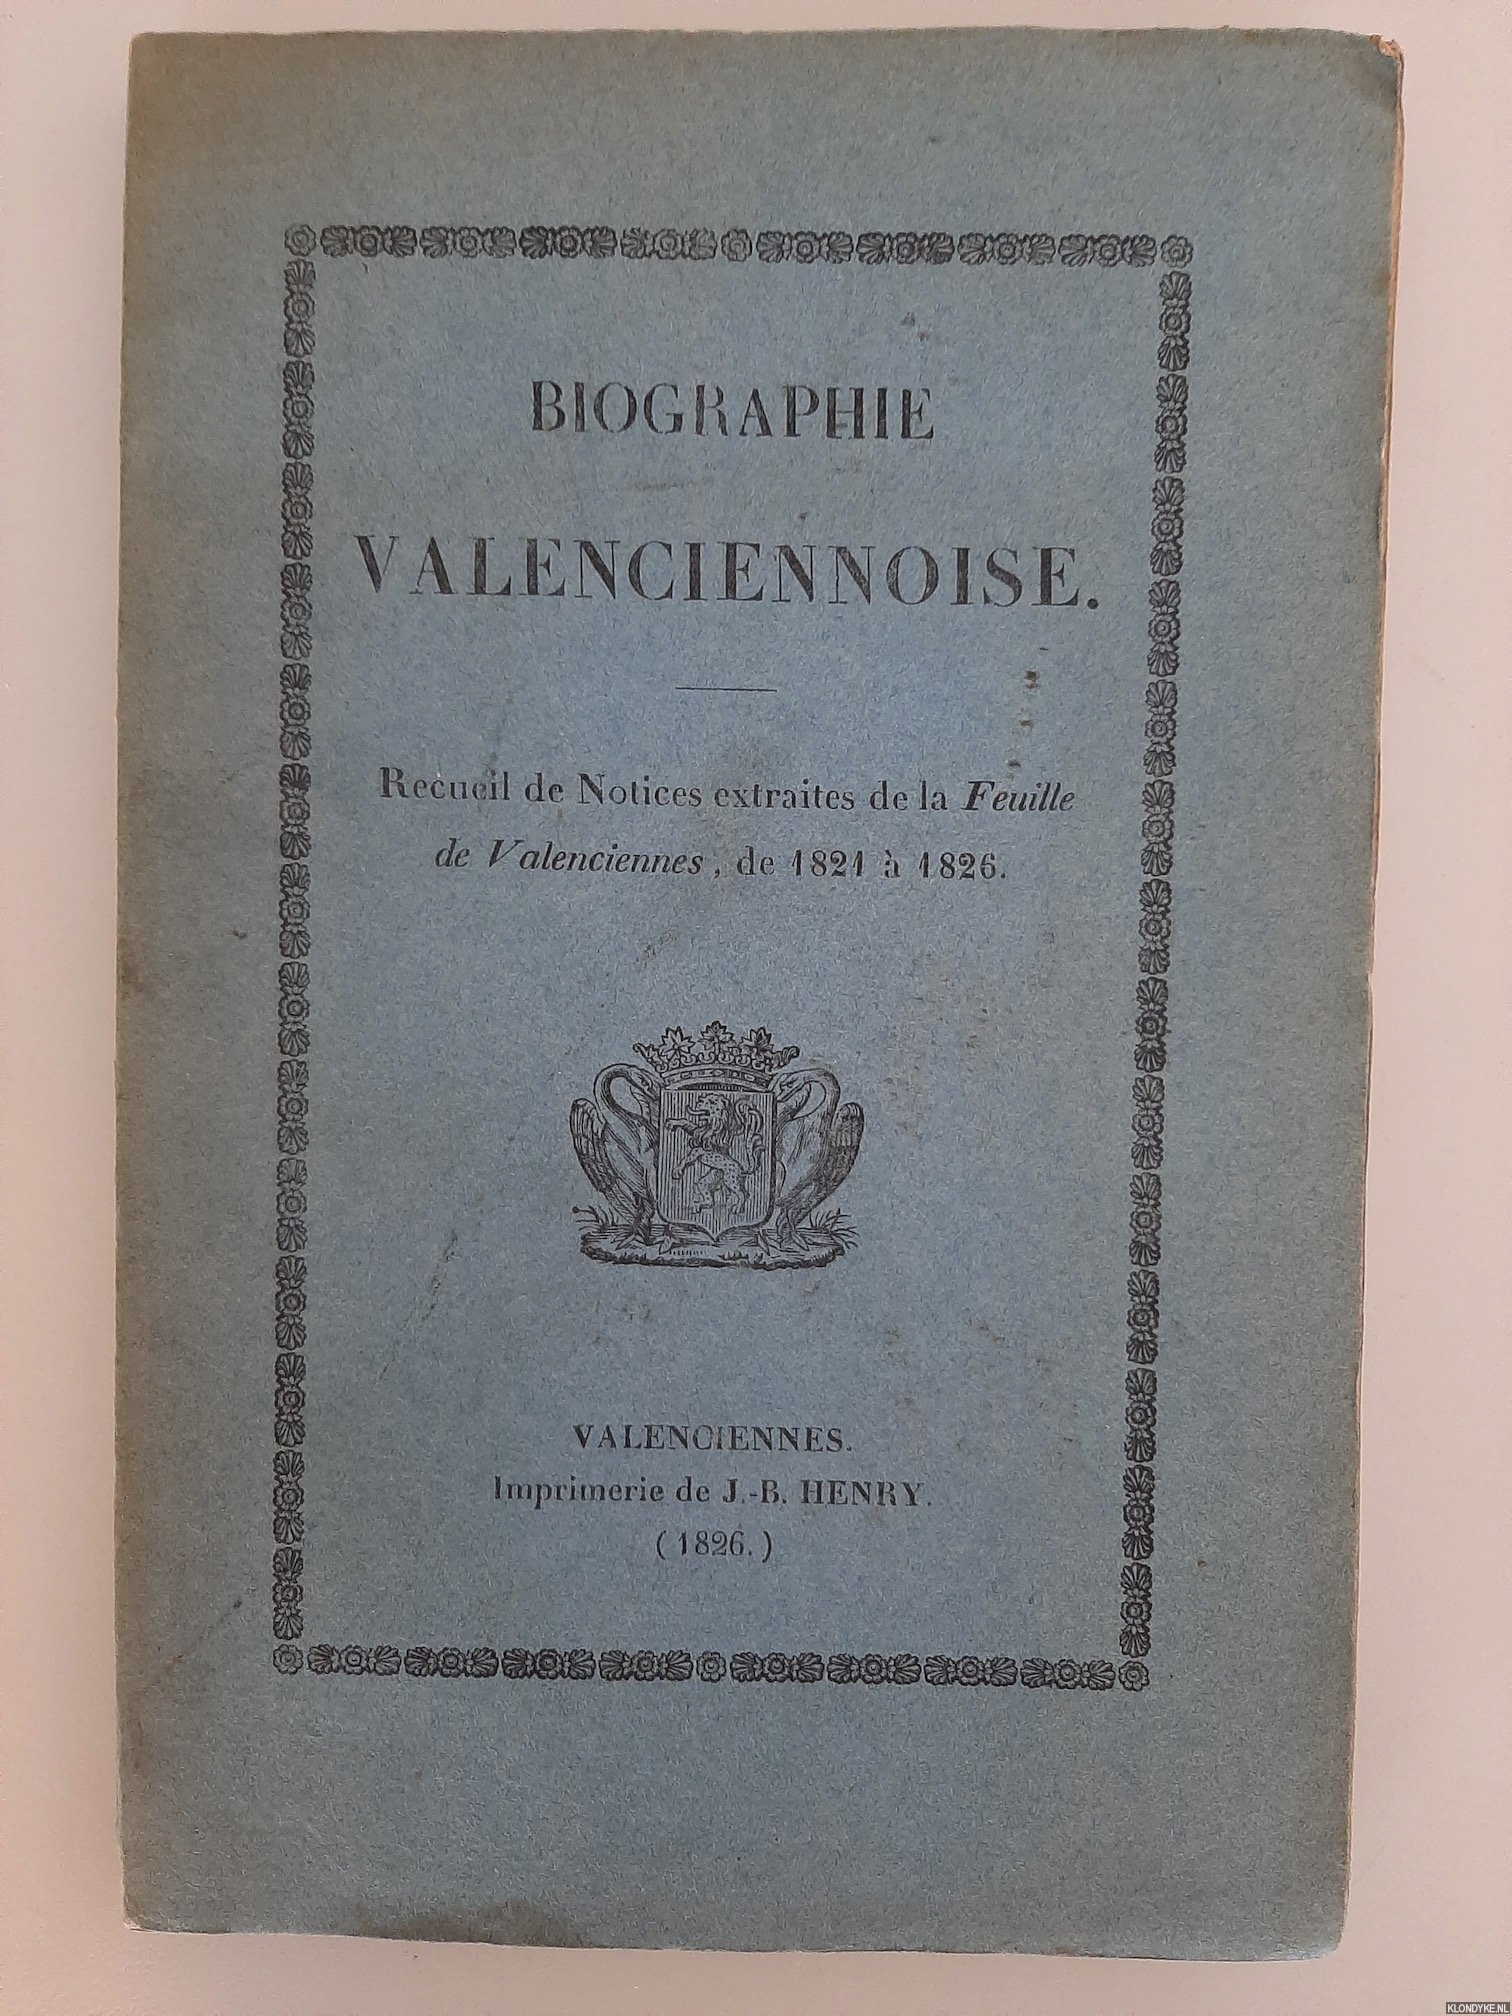 BIOGRAPHIE
VALENCIENNOISE.
Recueil de Notices extraites de la Feuille
de Valenciennes, de 1821 à 1826.
VALENCIENNES.
Imprimerie de J.-B. HENRY.
(1826.)
KLONDYKE.NL